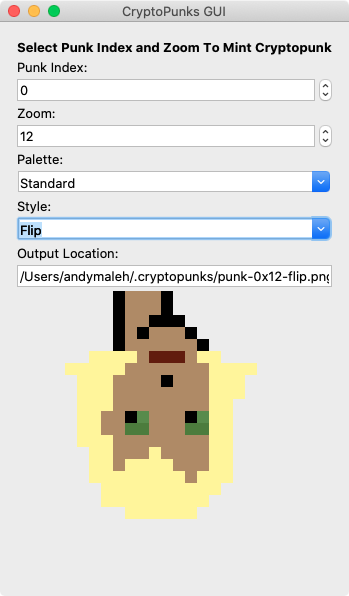 CryptoPunks GUI
Select Punk Index and Zoom To Mint Cryptopunk
Punk Index:
0
Zoom:
12
Palette:
Standard
Style:
Flip
Output Location:
/Users/andymaleh/.cryptopunks/punk-0x12-flip.png